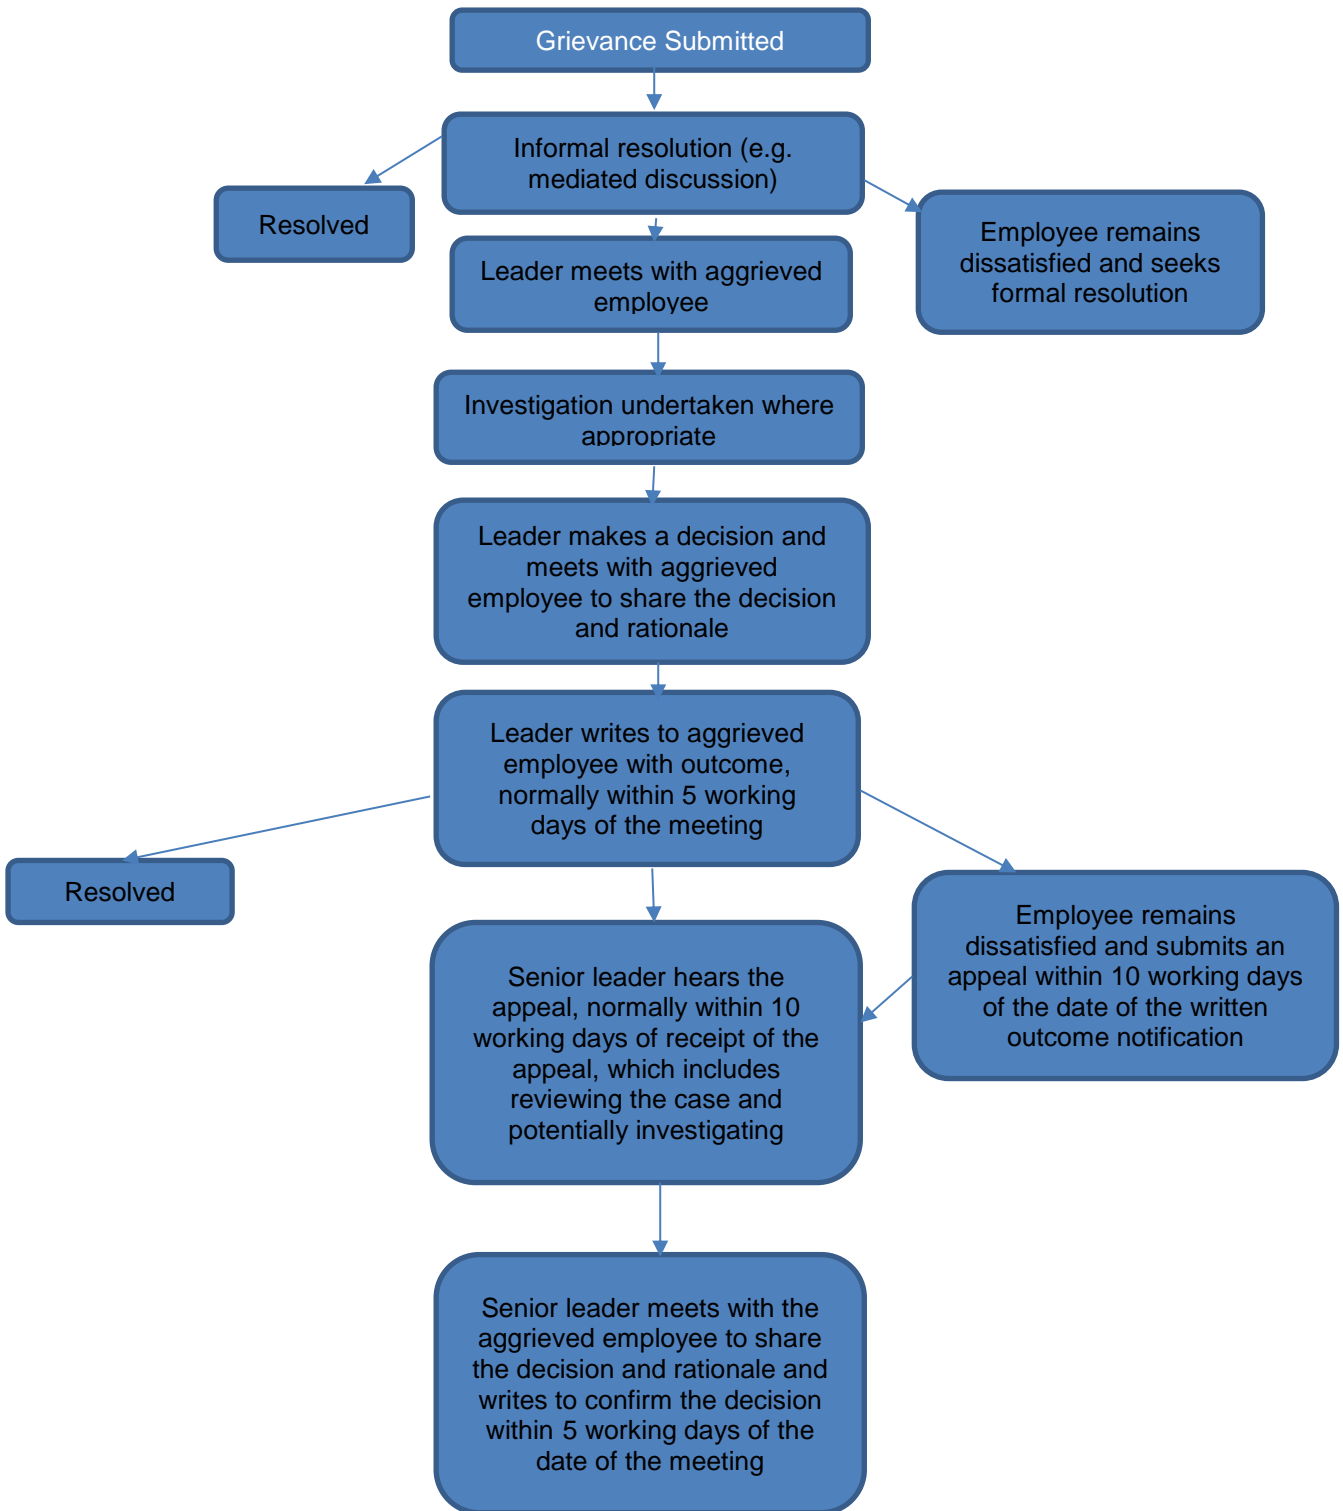 Grievance Submitted
Informal resolution (e.g.
mediated discussion)
Resolved
Employee remains
dissatisfied and seeks
formal resolution
Leader meets with aggrieved
employee
Investigation undertaken where
appropriate
Leader makes a decision and
meets with aggrieved
employee to share the decision
and rationale
Leader writes to aggrieved
employee with outcome,
normally within 5 working
days of the meeting
Resolved
Employee remains
dissatisfied and submits an
appeal within 10 working days
of the date of the written
outcome notification
Senior leader hears the
appeal, normally within 10
working days of receipt of the
appeal, which includes
reviewing the case and
potentially investigating
Senior leader meets with the
aggrieved employee to share
the decision and rationale and
writes to confirm the decision
within 5 working days of the
date of the meeting